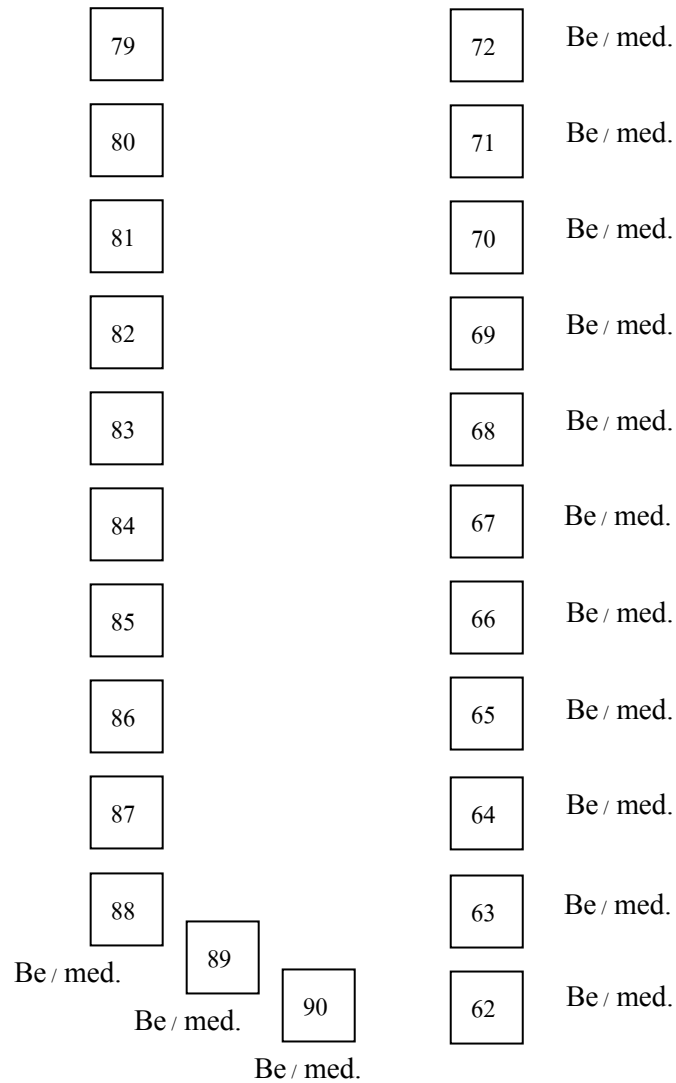 79 72 Be / med.
80 71 Be / med.
81 70 Be / med.
82 69 Be / med.
83 68 Be / med.
84 67 Be / med.
85 66 Be / med.
86 65 Be / med.
87 64 Be / med.
88 63 Be / med.
Be / med. 89 62 Be / med.
Be / med. 90
Be / med.